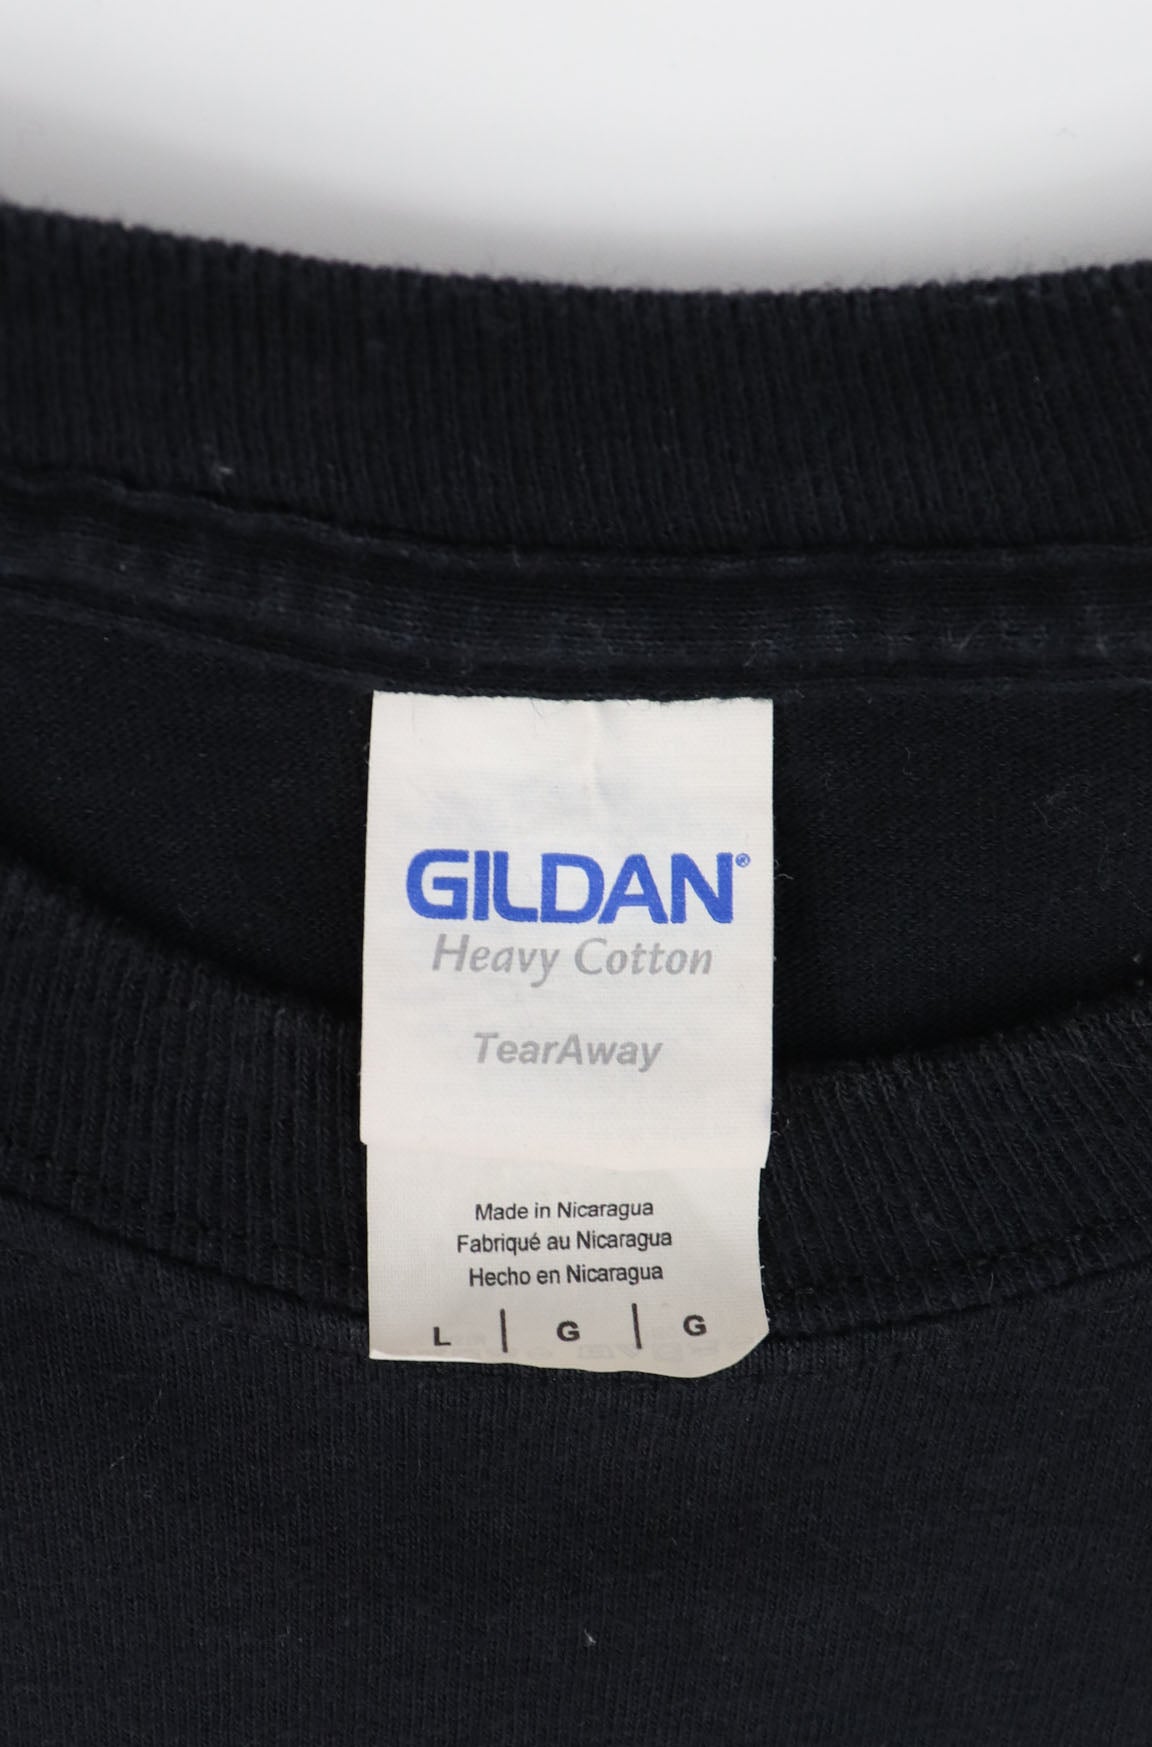 GILDAN®
Heavy Cotton
TearAway
Made in Nicaragua
Fabriqué au Nicaragua
Hecho en Nicaragua
L | G | G